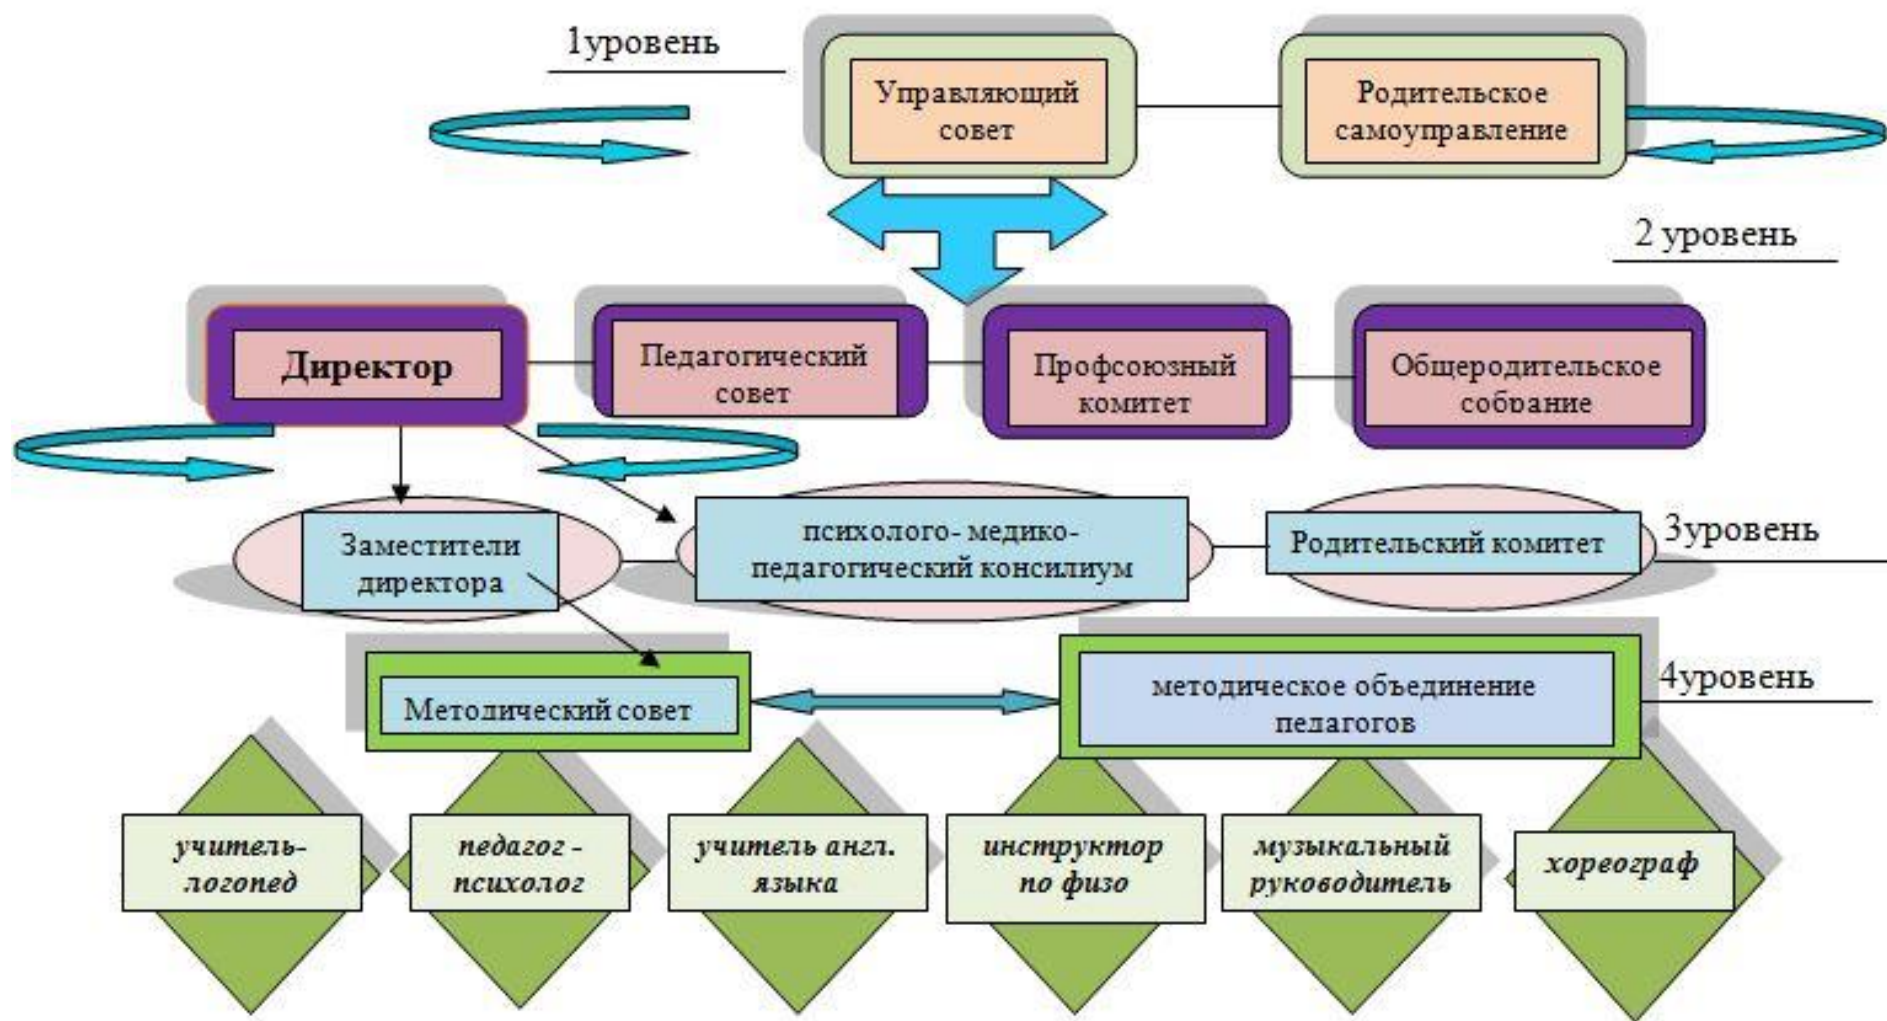 1уровень
Управляющий
совет
Родительское
самоуправление
2 уровень
Директор
Педагогический
совет
Профсоюзный
комитет
Общеродительское
собрание
Заместители
директора
психолого- медико-
педагогический консилиум
Родительский комитет
3уровень
Методический совет
методическое объединение
педагогов
4уровень
учитель-
логопед
педагог -
психолог
учитель англ.
языка
инструктор
по физо
музыкальный
руководитель
хореограф